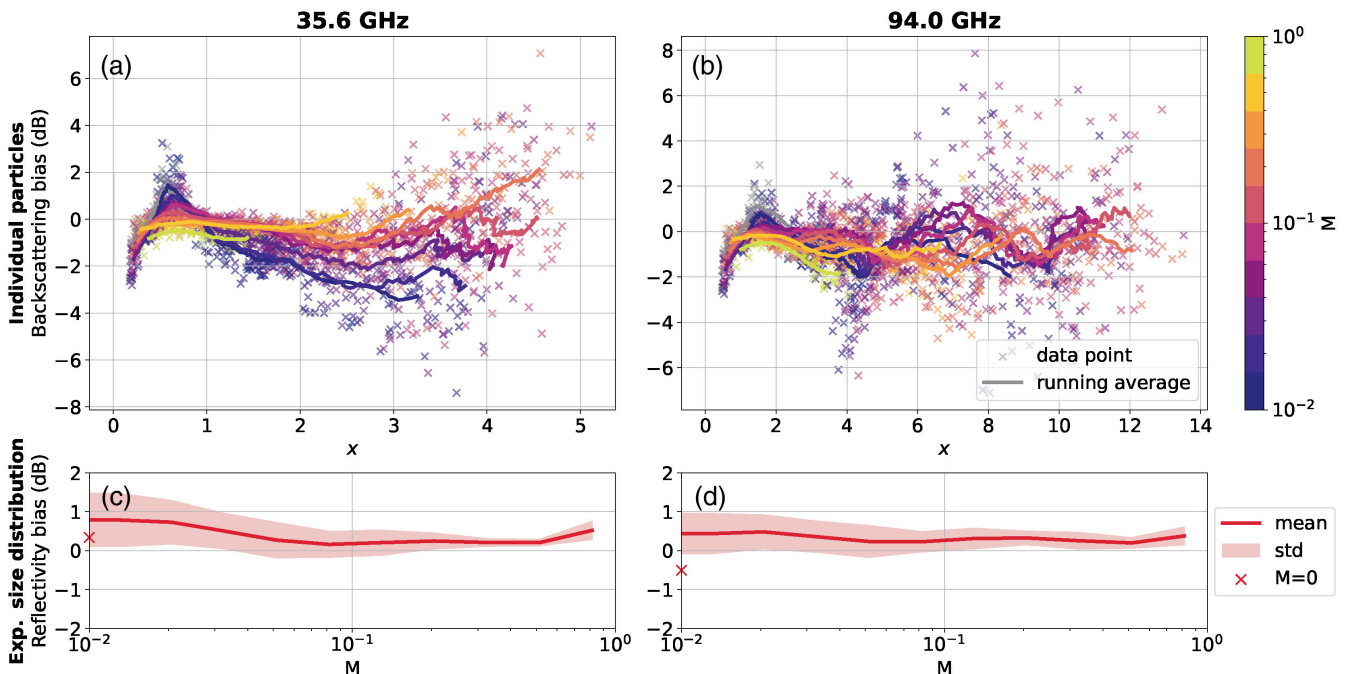 35.6 GHz
94.0 GHz
Individual particles
Backscattering bias (dB)
(a)
6
4
2
0
−2
−4
−6
−8
0
1
2
3
4
5
x
(b)
8
6
4
2
0
−2
−4
−6
0
2
4
6
8
10
12
14
x
data point
running average
10⁰
10⁻¹
10⁻²
M
Exp. size distribution
Reflectivity bias (dB)
(c)
2
1
0
−1
−2
10⁻²
10⁻¹
10⁰
M
(d)
2
1
0
−1
−2
10⁻²
10⁻¹
10⁰
M
mean
std
M=0